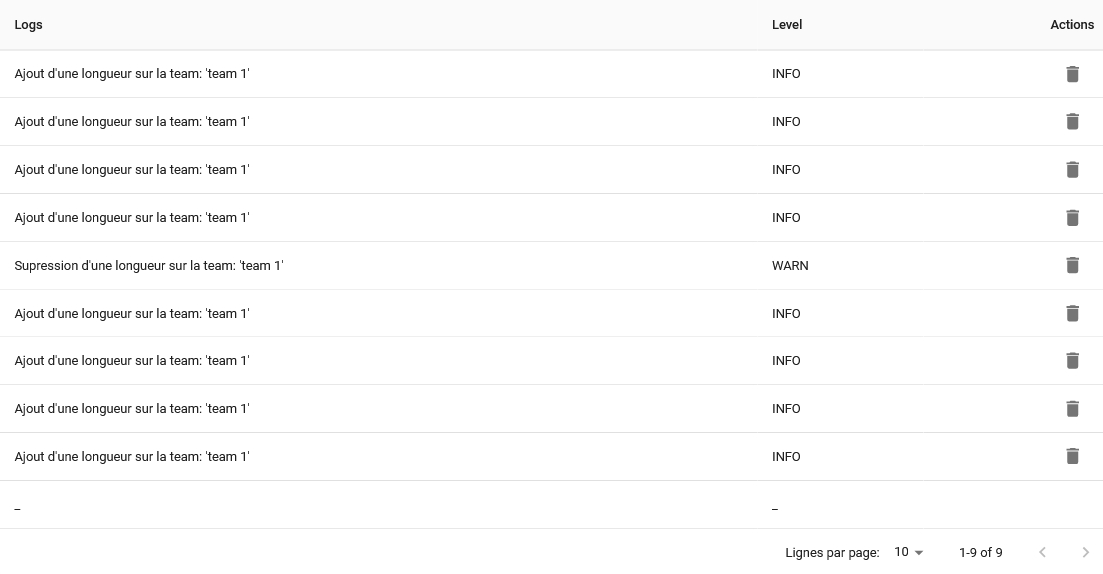 Logs Level Actions
Ajout d'une longueur sur la team: 'team 1' INFO
Ajout d'une longueur sur la team: 'team 1' INFO
Ajout d'une longueur sur la team: 'team 1' INFO
Ajout d'une longueur sur la team: 'team 1' INFO
Supression d'une longueur sur la team: 'team 1' WARN
Ajout d'une longueur sur la team: 'team 1' INFO
Ajout d'une longueur sur la team: 'team 1' INFO
Ajout d'une longueur sur la team: 'team 1' INFO
Ajout d'une longueur sur la team: 'team 1' INFO
_ _
Lignes par page: 10 1-9 of 9